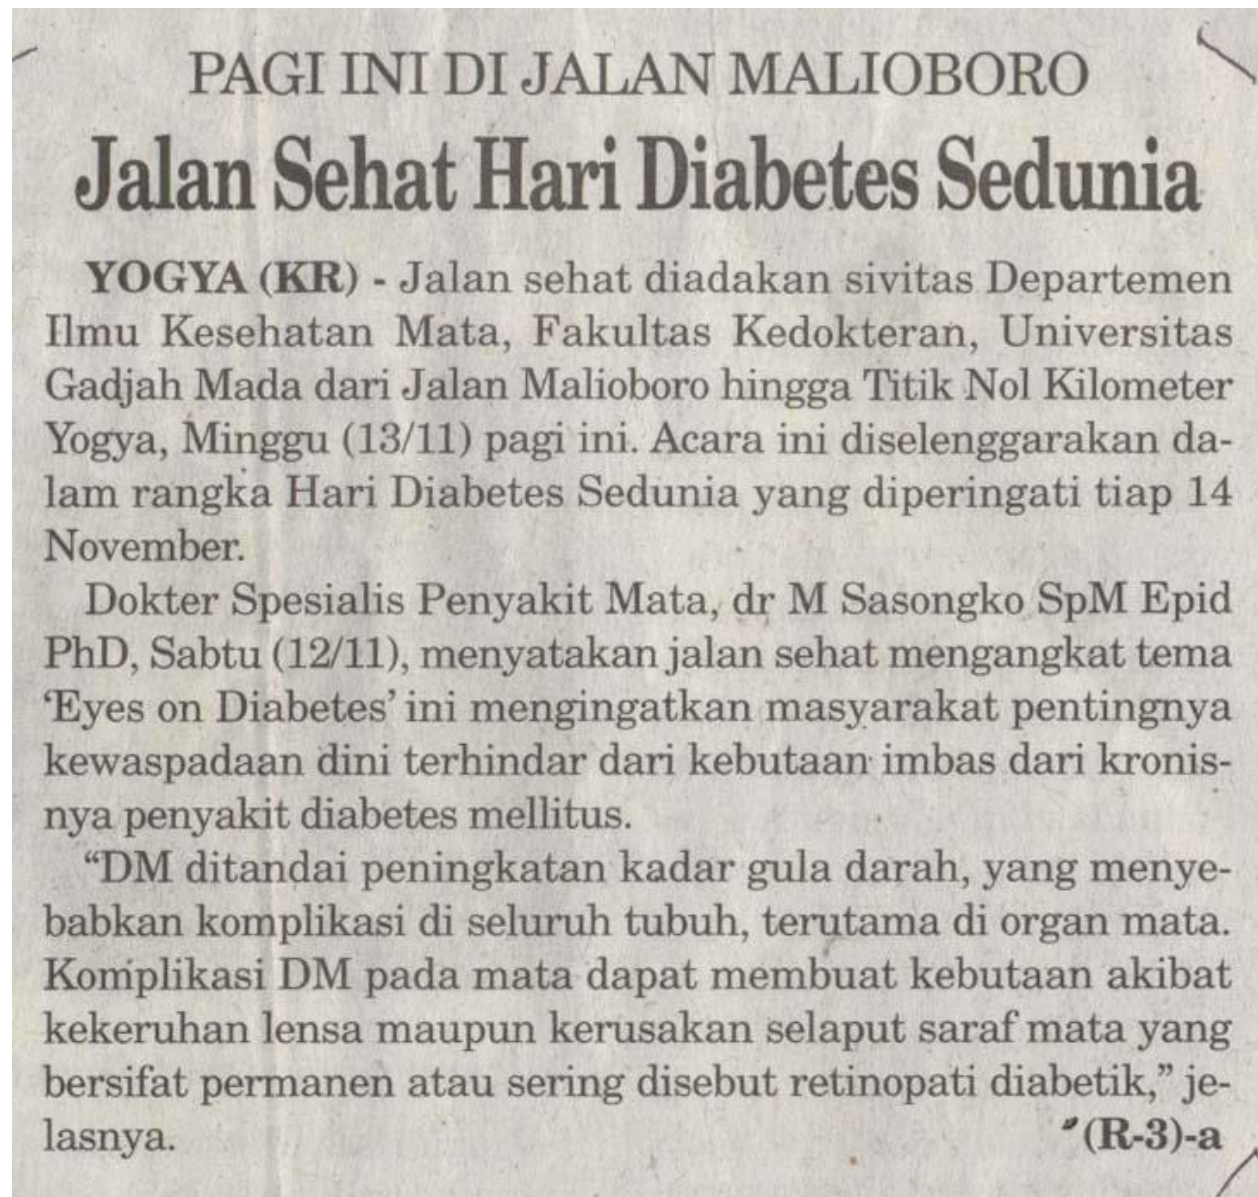 PAGI INI DI JALAN MALIOBORO
Jalan Sehat Hari Diabetes Sedunia
YOGYA (KR) - Jalan sehat diadakan sivitas Departemen
Ilmu Kesehatan Mata, Fakultas Kedokteran, Universitas
Gadjah Mada dari Jalan Malioboro hingga Titik Nol Kilometer
Yogya, Minggu (13/11) pagi ini. Acara ini diselenggarakan da-
lam rangka Hari Diabetes Sedunia yang diperingati tiap 14
November.
Dokter Spesialis Penyakit Mata, dr M Sasongko SpM Epid
PhD, Sabtu (12/11), menyatakan jalan sehat mengangkat tema
‘Eyes on Diabetes’ ini mengingatkan masyarakat pentingnya
kewaspadaan dini terhindar dari kebutaan imbas dari kronis-
nya penyakit diabetes mellitus.
“DM ditandai peningkatan kadar gula darah, yang menye-
babkan komplikasi di seluruh tubuh, terutama di organ mata.
Komplikasi DM pada mata dapat membuat kebutaan akibat
kekeruhan lensa maupun kerusakan selaput saraf mata yang
bersifat permanen atau sering disebut retinopati diabetik,” je-
lasnya. (R-3)-a